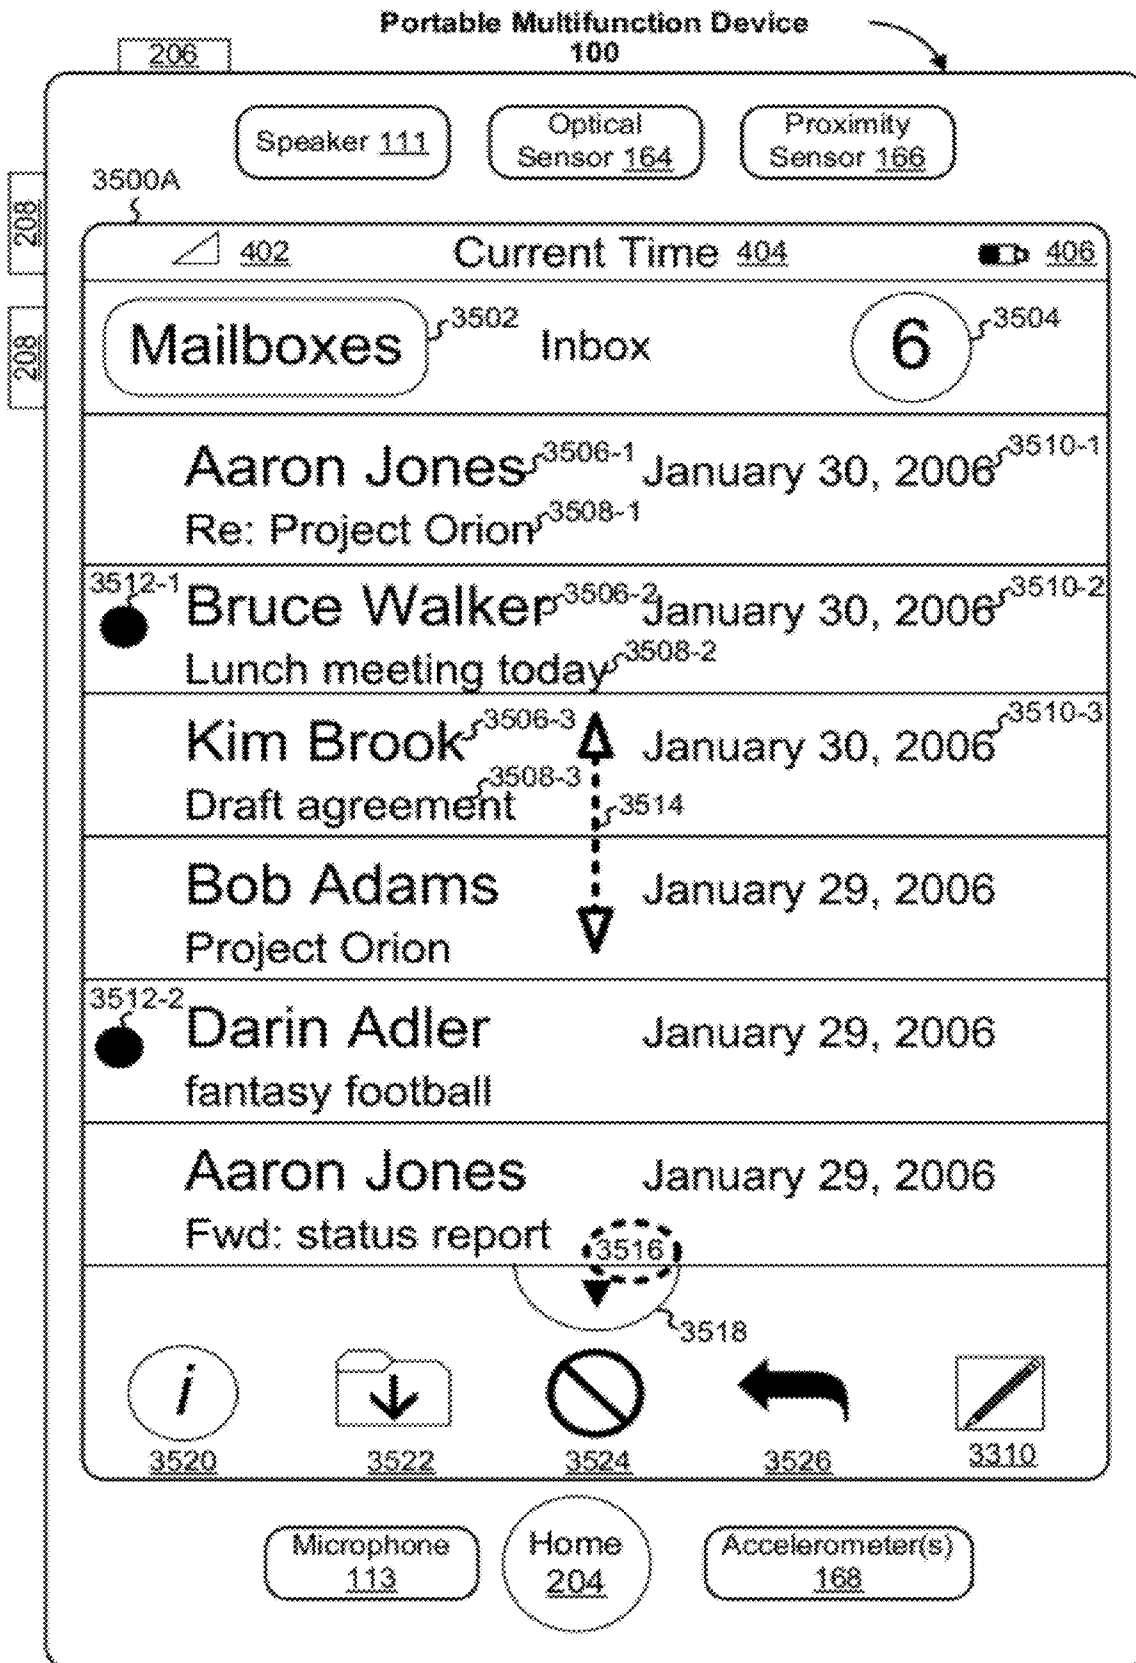 Portable Multifunction Device
100
206
Speaker 111
Optical
Sensor 164
Proximity
Sensor 166
3500A
208
208
402 Current Time 404 406
Mailboxes 3502 Inbox 6 3504
Aaron Jones 3506-1 January 30, 2006 3510-1
Re: Project Orion 3508-1
3512-1
Bruce Walker 3506-2 January 30, 2006 3510-2
Lunch meeting today 3508-2
Kim Brook 3506-3 January 30, 2006 3510-3
Draft agreement 3508-3
3514
Bob Adams January 29, 2006
Project Orion
3512-2
Darin Adler January 29, 2006
fantasy football
Aaron Jones January 29, 2006
Fwd: status report 3516
3518
i
3520 3522 3524 3526 3310
Microphone
113
Home
204
Accelerometer(s)
168